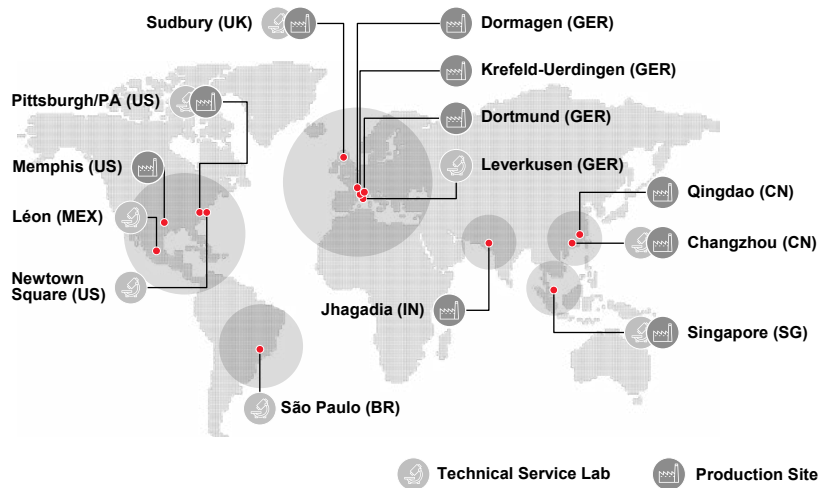 Sudbury (UK)
Dormagen (GER)
Krefeld-Uerdingen (GER)
Pittsburgh/PA (US)
Dortmund (GER)
Memphis (US)
Leverkusen (GER)
Qingdao (CN)
Léon (MEX)
Changzhou (CN)
Newtown
Square (US)
Jhagadia (IN)
Singapore (SG)
São Paulo (BR)
Technical Service Lab
Production Site